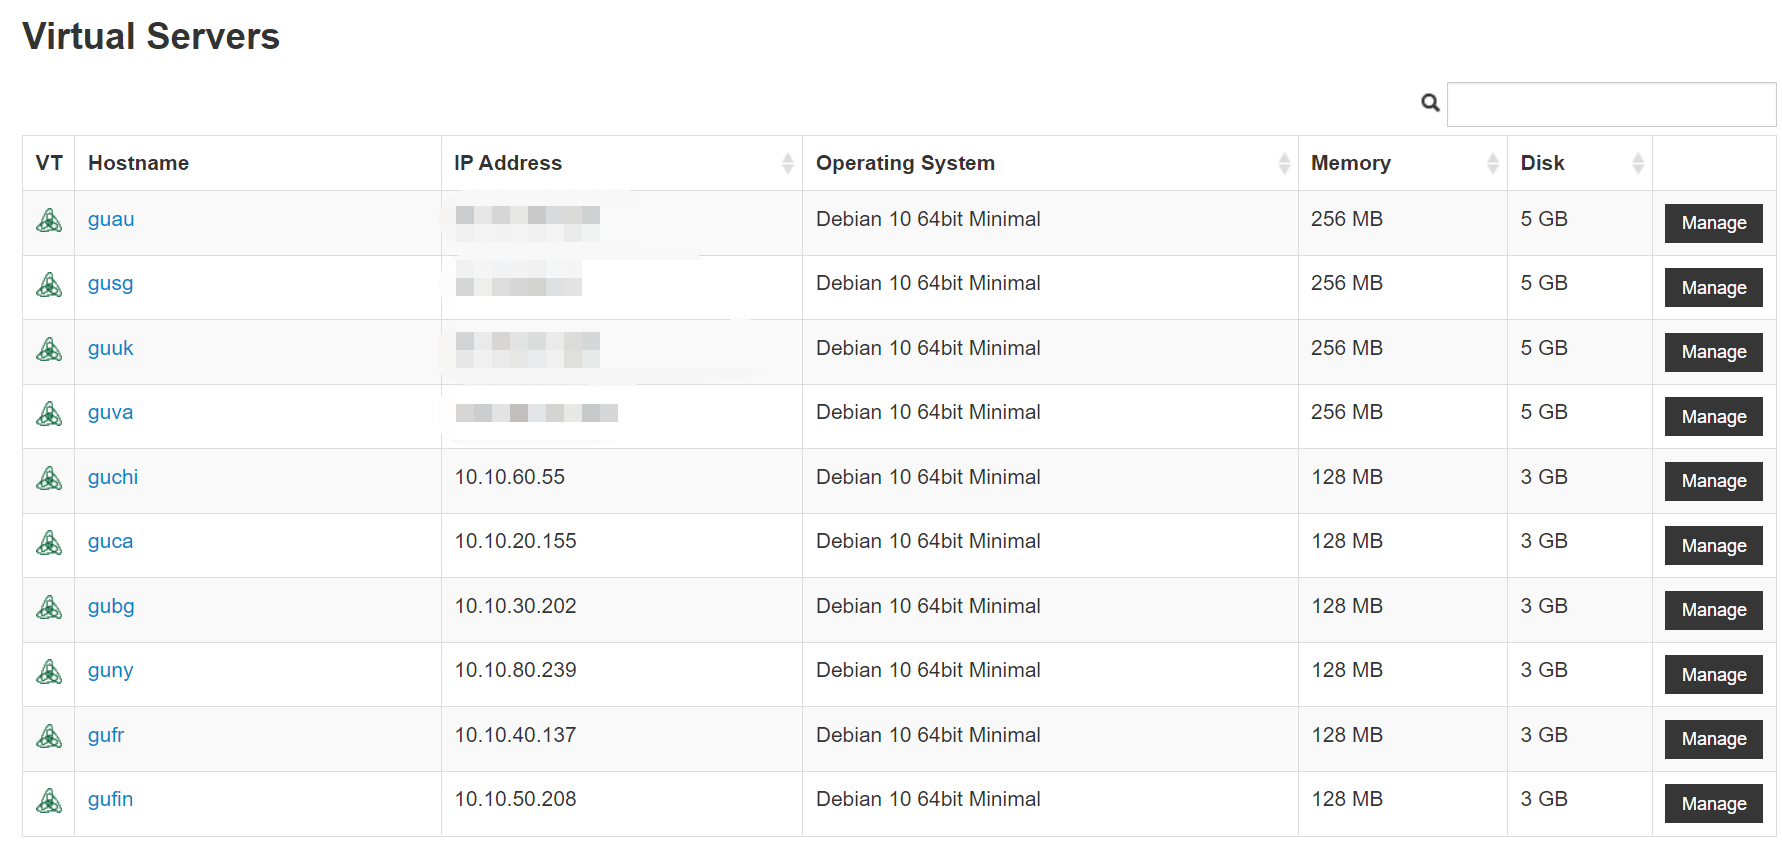 Virtual Servers
VT Hostname IP Address Operating System Memory Disk
guau Debian 10 64bit Minimal 256 MB 5 GB Manage
gusg Debian 10 64bit Minimal 256 MB 5 GB Manage
guuk Debian 10 64bit Minimal 256 MB 5 GB Manage
guva Debian 10 64bit Minimal 256 MB 5 GB Manage
guchi 10.10.60.55 Debian 10 64bit Minimal 128 MB 3 GB Manage
guca 10.10.20.155 Debian 10 64bit Minimal 128 MB 3 GB Manage
gubg 10.10.30.202 Debian 10 64bit Minimal 128 MB 3 GB Manage
guny 10.10.80.239 Debian 10 64bit Minimal 128 MB 3 GB Manage
gufr 10.10.40.137 Debian 10 64bit Minimal 128 MB 3 GB Manage
gufin 10.10.50.208 Debian 10 64bit Minimal 128 MB 3 GB Manage